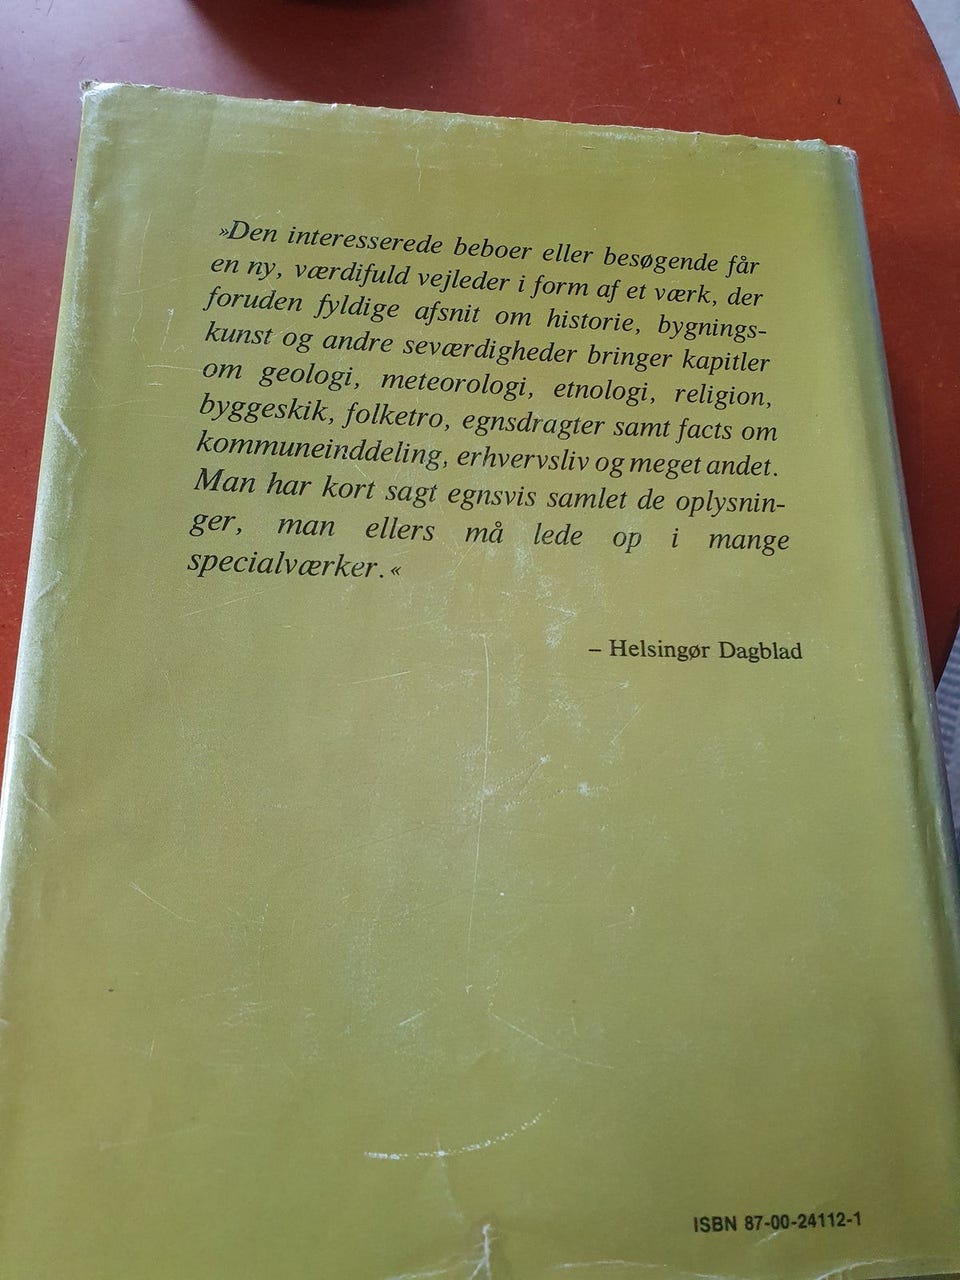 »Den interesserede beboer eller besøgende får
en ny, værdifuld vejleder i form af et værk, der
foruden fyldige afsnit om historie, bygnings-
kunst og andre seværdigheder bringer kapitler
om geologi, meteorologi, etnologi, religion,
byggeskik, folketro, egnsdragter samt facts om
kommuneinddeling, erhvervsliv og meget andet.
Man har kort sagt egnsvis samlet de oplysnin-
ger, man ellers må lede op i mange
specialværker.«
– Helsingør Dagblad
ISBN 87-00-24112-1